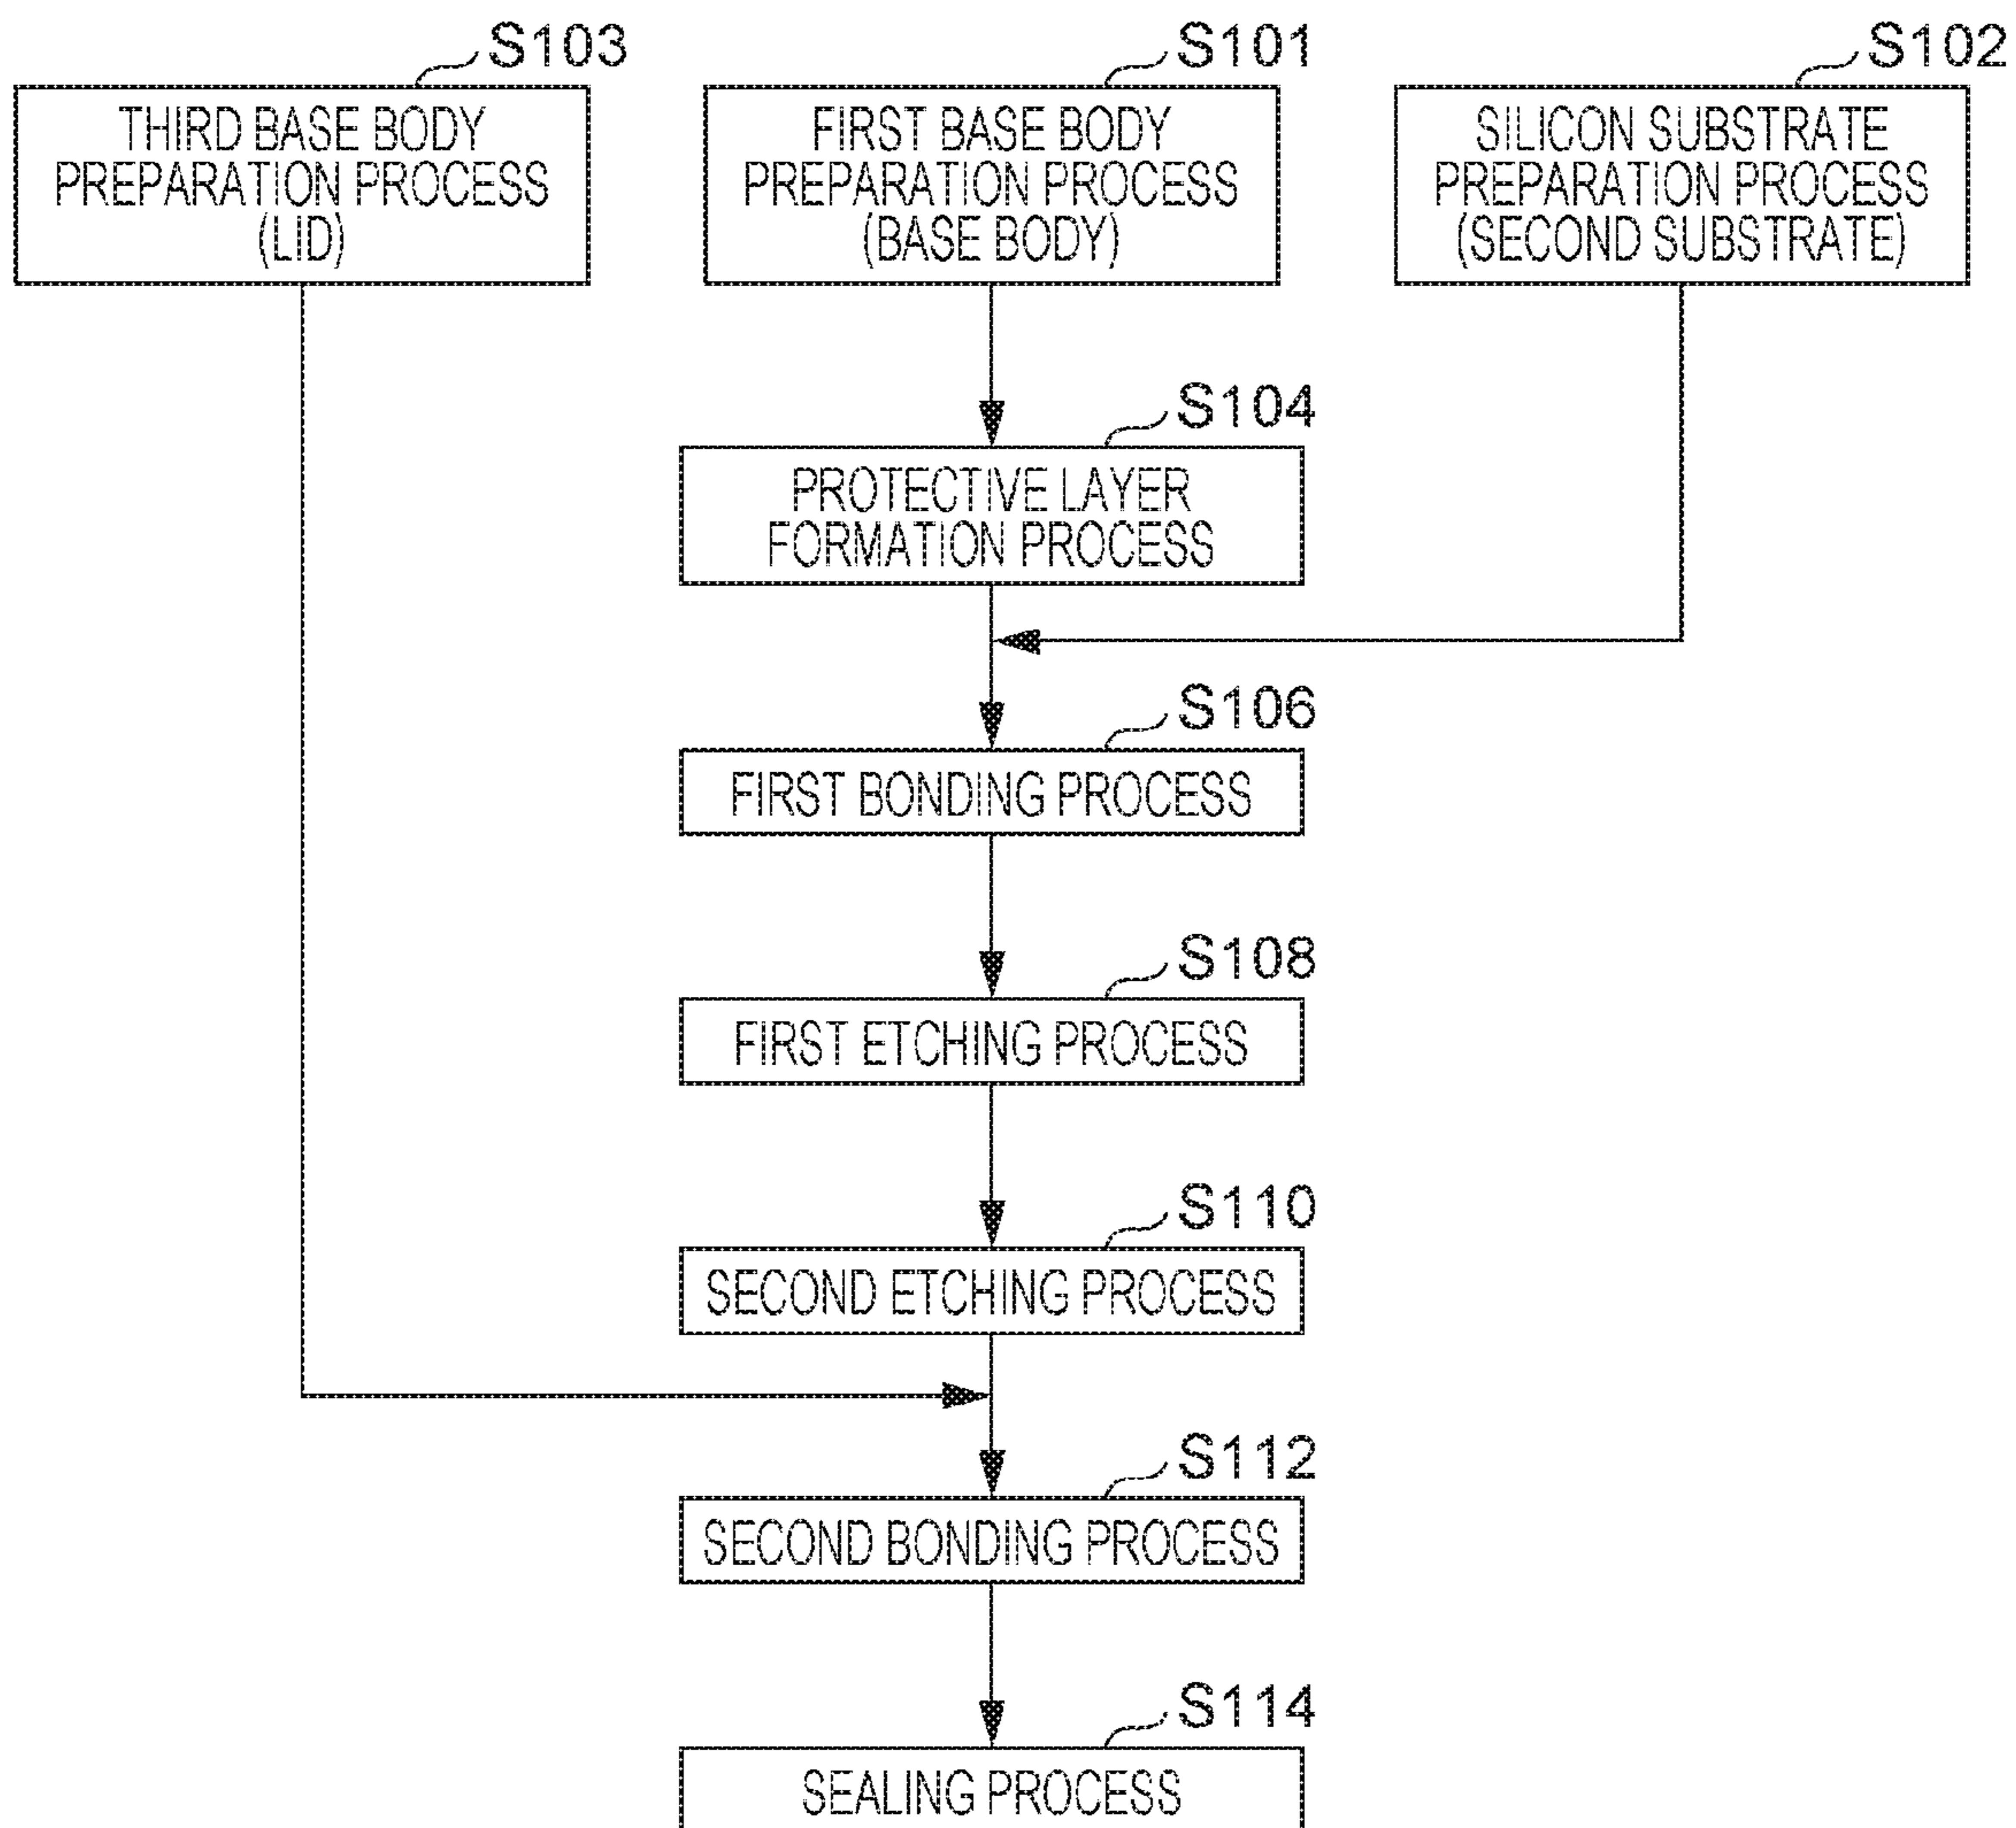 S103
THIRD BASE BODY
PREPARATION PROCESS
(LID)
S101
FIRST BASE BODY
PREPARATION PROCESS
(BASE BODY)
S102
SILICON SUBSTRATE
PREPARATION PROCESS
(SECOND SUBSTRATE)
S104
PROTECTIVE LAYER
FORMATION PROCESS
S106
FIRST BONDING PROCESS
S108
FIRST ETCHING PROCESS
S110
SECOND ETCHING PROCESS
S112
SECOND BONDING PROCESS
S114
SEALING PROCESS